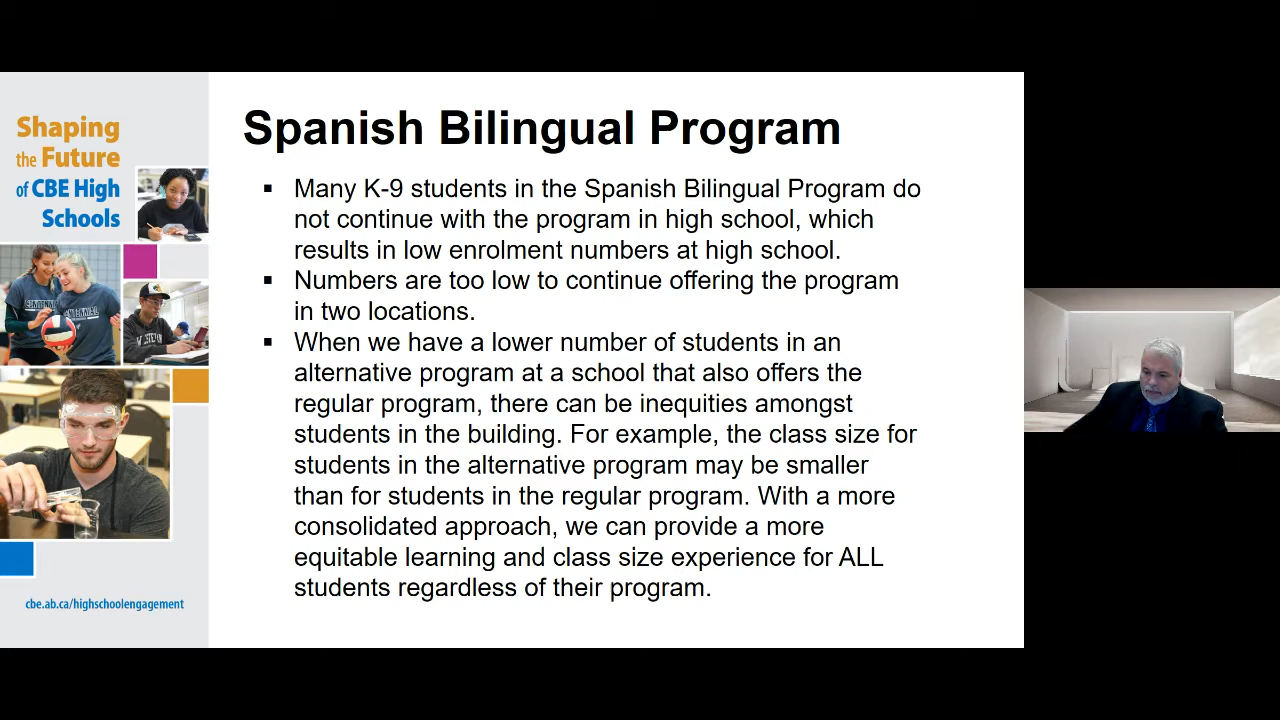 Shaping
the Future
of CBE High
Schools
cbe.ab.ca/highschoolengagement
Spanish Bilingual Program
▪ Many K-9 students in the Spanish Bilingual Program do
not continue with the program in high school, which
results in low enrolment numbers at high school.
▪ Numbers are too low to continue offering the program
in two locations.
▪ When we have a lower number of students in an
alternative program at a school that also offers the
regular program, there can be inequities amongst
students in the building. For example, the class size for
students in the alternative program may be smaller
than for students in the regular program. With a more
consolidated approach, we can provide a more
equitable learning and class size experience for ALL
students regardless of their program.